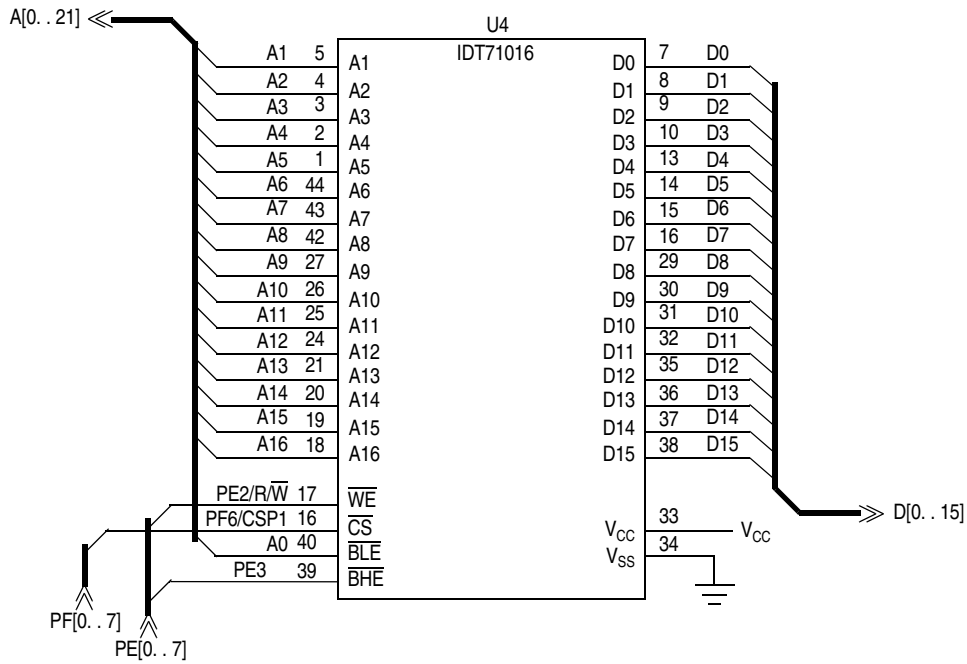 A[0. . 21]
U4
IDT71016
A1 5 A1 D0 7 D0
A2 4 A2 D1 8 D1
A3 3 A3 D2 9 D2
A4 2 A4 D3 10 D3
A5 1 A5 D4 13 D4
A6 44 A6 D5 14 D5
A7 43 A7 D6 15 D6
A8 42 A8 D7 16 D7
A9 27 A9 D8 29 D8
A10 26 A10 D9 30 D9
A11 25 A11 D10 31 D10
A12 24 A12 D11 32 D11
A13 21 A13 D12 35 D12
A14 20 A14 D13 36 D13
A15 19 A15 D14 37 D14
A16 18 A16 D15 38 D15
PE2/R/W̅ 17 W̅E̅ D[0. . 15]
PF6/CSP1 16 C̅S̅ VCC 33 VCC
A0 40 B̅L̅E̅ VSS 34
PE3 39 B̅H̅E̅
PF[0. . 7]
PE[0. . 7]